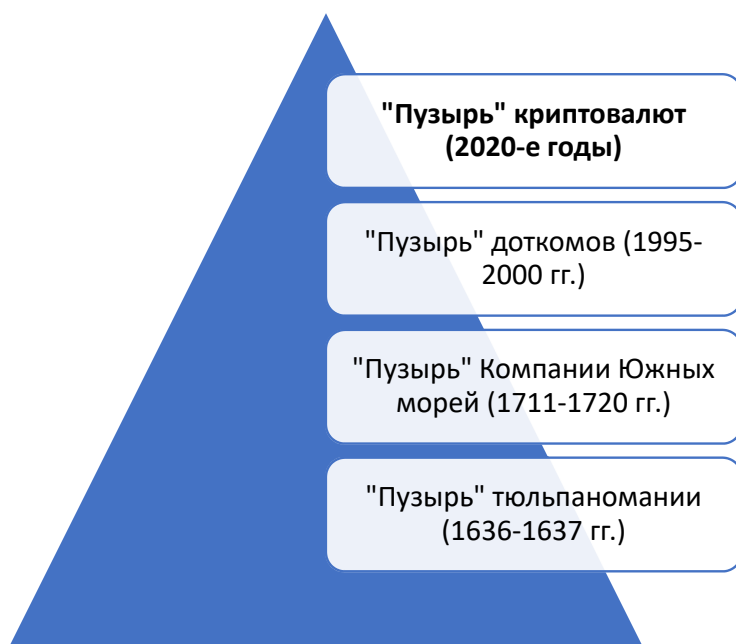 "Пузырь" криптовалют
(2020-е годы)
"Пузырь" доткомов (1995-
2000 гг.)
"Пузырь" Компании Южных
морей (1711-1720 гг.)
"Пузырь" тюльпаномании
(1636-1637 гг.)